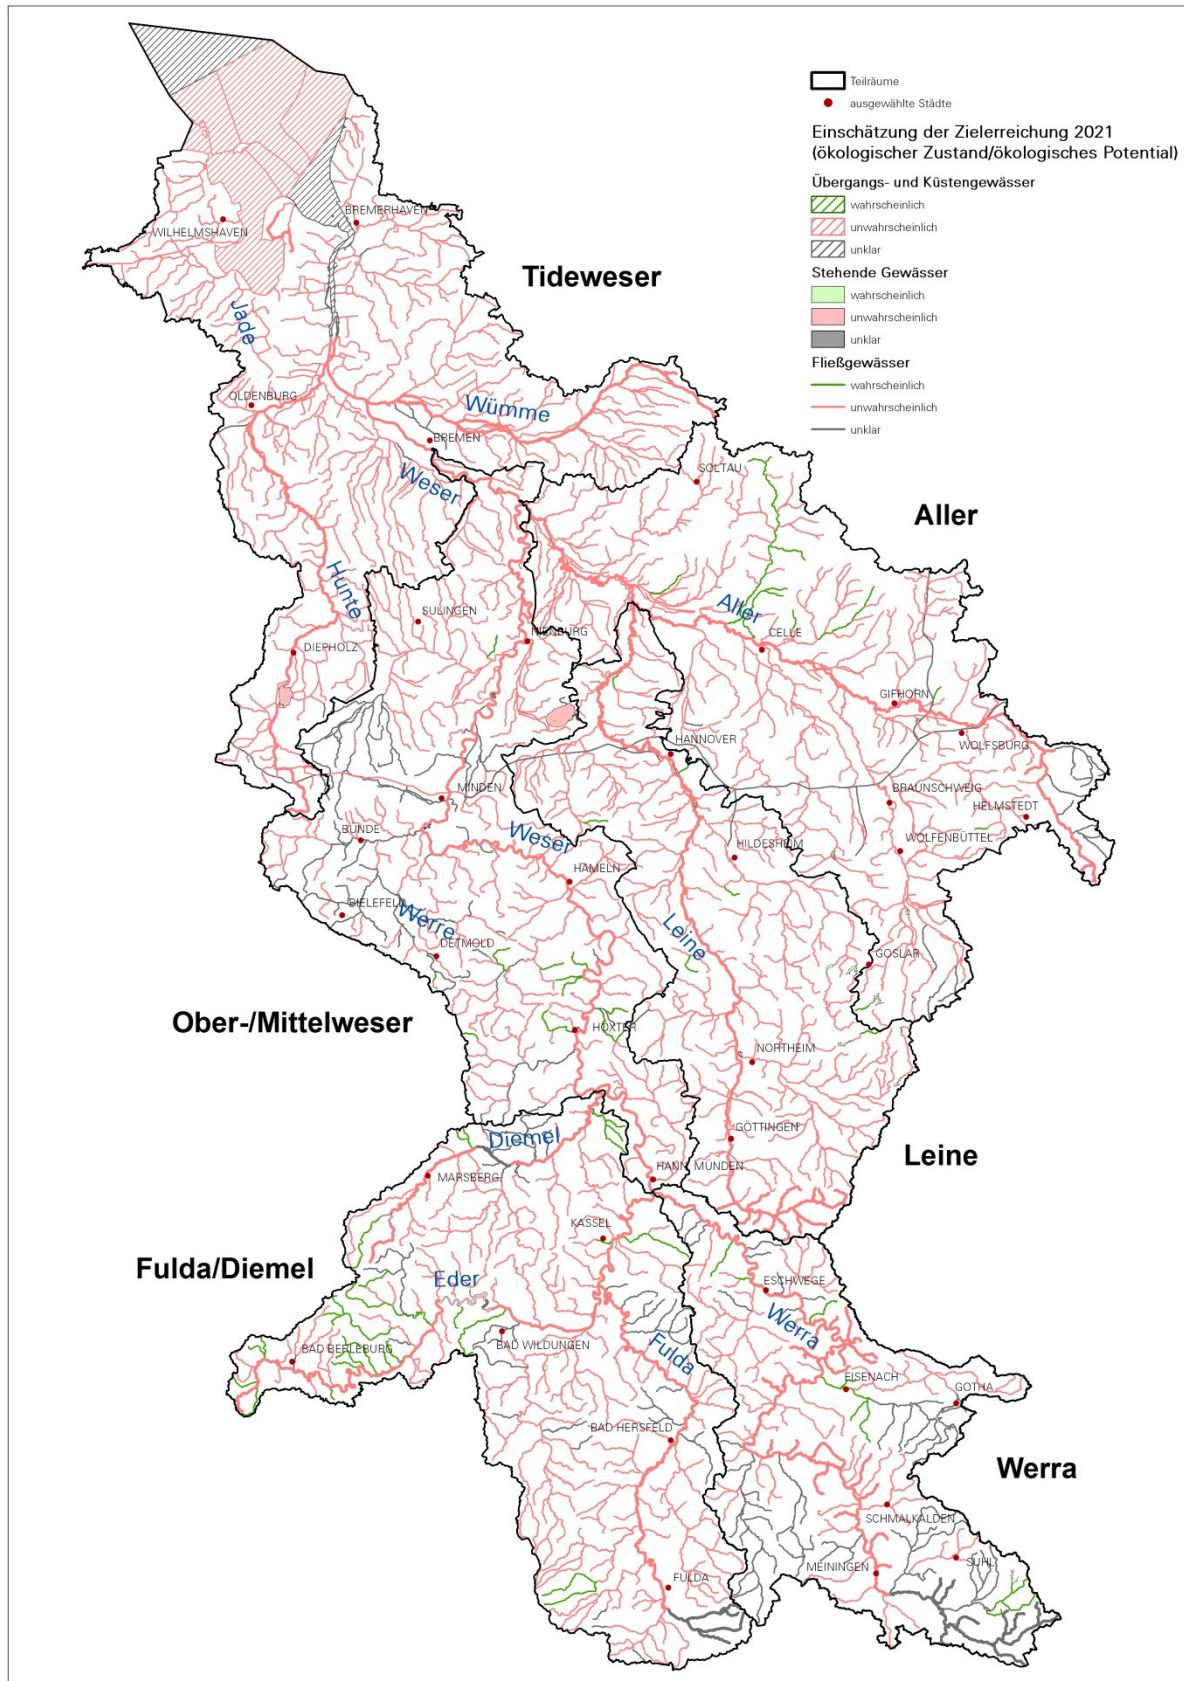 Teilräume
ausgewählte Städte
Einschätzung der Zielerreichung 2021
(ökologischer Zustand/ökologisches Potential)
Übergangs- und Küstengewässer
wahrscheinlich
unwahrscheinlich
unklar
Stehende Gewässer
wahrscheinlich
unwahrscheinlich
unklar
Fließgewässer
wahrscheinlich
unwahrscheinlich
unklar
BREMERHAVEN
WILHELMSHAVEN
Tideweser
Jade
OLDENBURG
Wümme
BREMEN
Weser
SOLTAU
Aller
Hunte
Aller
SULINGEN
NIENBURG
CELLE
DIEPHOLZ
GIFHORN
HANNOVER
WOLFSBURG
MINDEN
BRAUNSCHWEIG
HELMSTEDT
BÜNDE
Weser
WOLFENBÜTTEL
HILDESHEIM
HAMELN
BIELEFELD
Werre
Leine
DETMOLD
GOSLAR
Ober-/Mittelweser
HÖXTER
NORTHEIM
Diemel
GÖTTINGEN
Leine
MARSBERG
HANN. MÜNDEN
KASSEL
Fulda/Diemel
Eder
ESCHWEGE
Werra
BAD WILDUNGEN
Fulda
BAD BERLEBURG
EISENACH
GOTHA
BAD HERSFELD
Werra
SCHMALKALDEN
SUHL
MEININGEN
FULDA